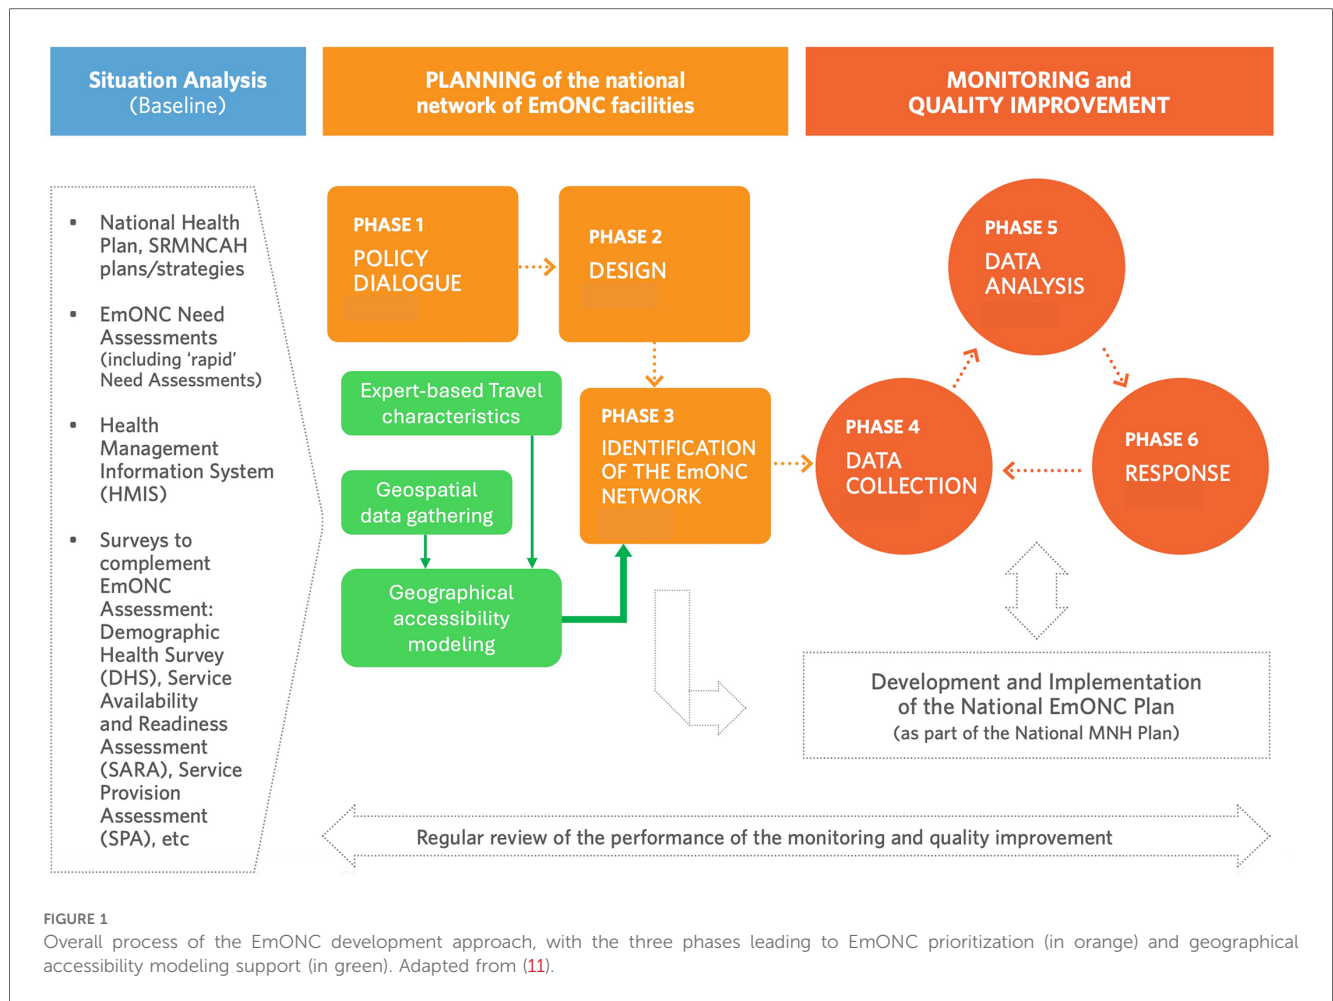 Situation Analysis
(Baseline)
PLANNING of the national
network of EmONC facilities
MONITORING and
QUALITY IMPROVEMENT
▪ National Health
Plan, SRMNCAH
plans/strategies
▪ EmONC Need
Assessments
(including ‘rapid’
Need Assessments)
▪ Health
Management
Information System
(HMIS)
▪ Surveys to
complement
EmONC
Assessment:
Demographic
Health Survey
(DHS), Service
Availability
and Readiness
Assessment
(SARA), Service
Provision
Assessment
(SPA), etc
PHASE 1
POLICY
DIALOGUE
PHASE 2
DESIGN
Expert-based Travel
characteristics
Geospatial
data gathering
Geographical
accessibility
modeling
PHASE 3
IDENTIFICATION
OF THE EmONC
NETWORK
PHASE 4
DATA
COLLECTION
PHASE 5
DATA
ANALYSIS
PHASE 6
RESPONSE
Development and Implementation
of the National EmONC Plan
(as part of the National MNH Plan)
Regular review of the performance of the monitoring and quality improvement
FIGURE 1
Overall process of the EmONC development approach, with the three phases leading to EmONC prioritization (in orange) and geographical
accessibility modeling support (in green). Adapted from (11).